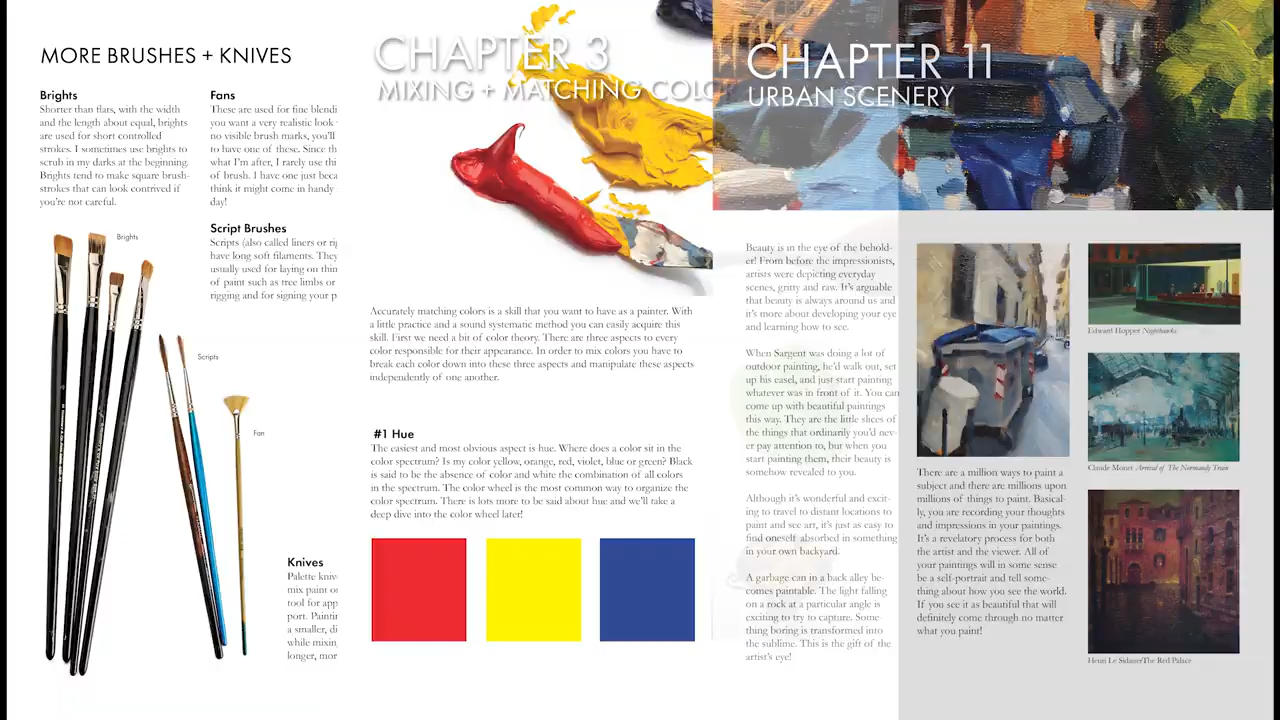 MORE BRUSHES + KNIVES
Brights
Shorter than flats, with the width
and the length about equal, brights
are used for short controlled
strokes. I sometimes use brights to
scrub in my darks at the beginning.
Brights tend to make square brush-
strokes that can look contrived if
you're not careful.
Fans
These are used for fine blendi
you want a very realistic look
no visible brush marks, you'll
to have one of these. Since th
what I'm after, I rarely use thi
of brush. I have one just beca
think it might come in handy
day!
Script Brushes
Scripts (also called liners or rig
have long soft filaments. They
usually used for laying on thin
of paint such as tree limbs or
rigging and for signing your p
Brights
Scripts
Fan
Knives
Palette knive
mix paint or
tool for app
port. Paintin
a smaller, di
while mixin
longer, mor
CHAPTER 3
MIXING + MATCHING COLO
Accurately matching colors is a skill that you want to have as a painter. With
a little practice and a sound systematic method you can easily acquire this
skill. First we need a bit of color theory. There are three aspects to every
color responsible for their appearance. In order to mix colors you have to
break each color down into these three aspects and manipulate these aspects
independently of one another.
#1 Hue
The easiest and most obvious aspect is hue. Where does a color sit in the
color spectrum? Is my color yellow, orange, red, violet, blue or green? Black
is said to be the absence of color and white the combination of all colors
in the spectrum. The color wheel is the most common way to organize the
color spectrum. There is lots more to be said about hue and we'll take a
deep dive into the color wheel later!
CHAPTER 11
URBAN SCENERY
Beauty is in the eye of the behold-
er! From before the impressionists,
artists were depicting everyday
scenes, gritty and raw. It's arguable
that beauty is always around us and
it's more about developing your eye
and learning how to see.
When Sargent was doing a lot of
outdoor painting, he'd walk out, set
up his easel, and just start painting
whatever was in front of it. You can
come up with beautiful paintings
this way. They are the little slices of
the things that ordinarily you'd nev-
er pay attention to, but when you
start painting them, their beauty is
somehow revealed to you.
Although it's wonderful and excit-
ing to travel to distant locations to
paint and see art, it's just as easy to
find oneself absorbed in something
in your own backyard.
A garbage can in a back alley be-
comes paintable. The light falling
on a rock at a particular angle is
exciting to try to capture. Some-
thing boring is transformed into
the sublime. This is the gift of the
artist's eye!
There are a million ways to paint a
subject and there are millions upon
millions of things to paint. Basical-
ly, you are recording your thoughts
and impressions in your paintings.
It's a revelatory process for both
the artist and the viewer. All of
your paintings will in some sense
be a self-portrait and tell some-
thing about how you see the world.
If you see it as beautiful that will
definitely come through no matter
what you paint!
Edward Hopper Nighthawks
Claude Monet Arrival of The Normandy Train
Henri Le SidanerThe Red Palace